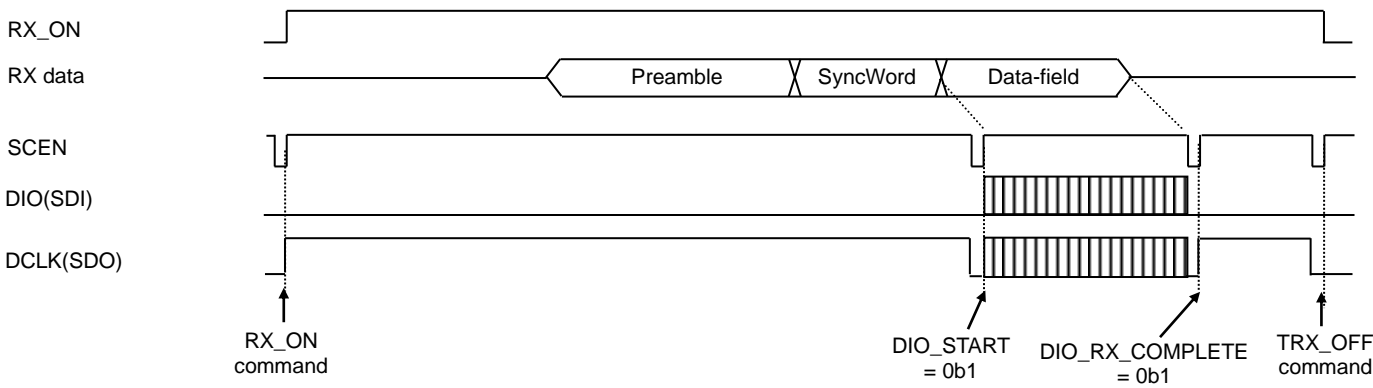 RX_ON
RX data
Preamble
SyncWord
Data-field
SCEN
DIO(SDI)
DCLK(SDO)
RX_ON
command
DIO_START
= 0b1
DIO_RX_COMPLETE
= 0b1
TRX_OFF
command